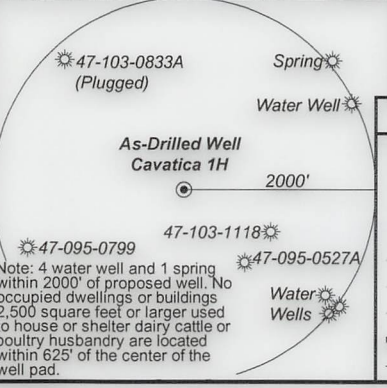 47-103-0833A
(Plugged)
Spring
Water Well
As-Drilled Well
Cavatica 1H
2000'
47-103-1118
47-095-0799
47-095-0527A
Note: 4 water well and 1 spring
within 2000' of proposed well. No
occupied dwellings or buildings
2,500 square feet or larger used
to house or shelter dairy cattle or
poultry husbandry are located
within 625' of the center of the
well pad.
Water
Wells